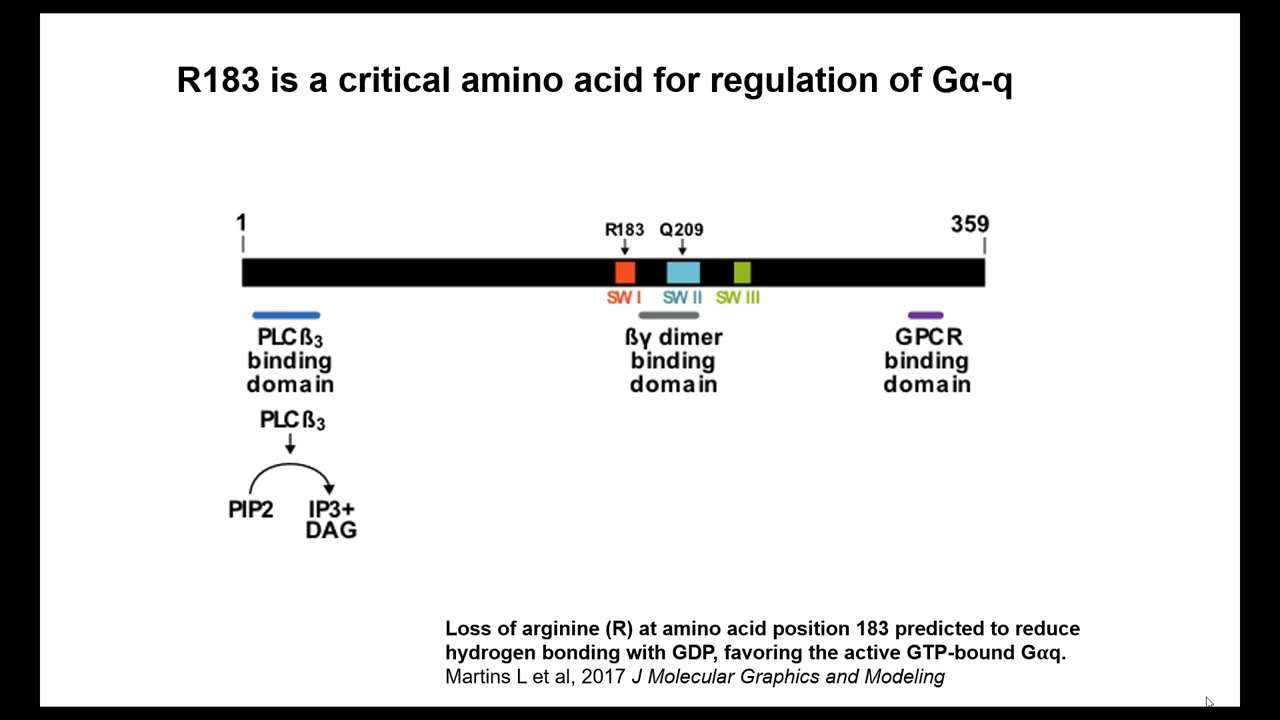 R183 is a critical amino acid for regulation of Gα-q
1
359
R183
Q209
SW I
SW II
SW III
PLCß₃
binding
domain
ßγ dimer
binding
domain
GPCR
binding
domain
PLCß₃
PIP2
IP3+
DAG
Loss of arginine (R) at amino acid position 183 predicted to reduce
hydrogen bonding with GDP, favoring the active GTP-bound Gαq.
Martins L et al, 2017 J Molecular Graphics and Modeling